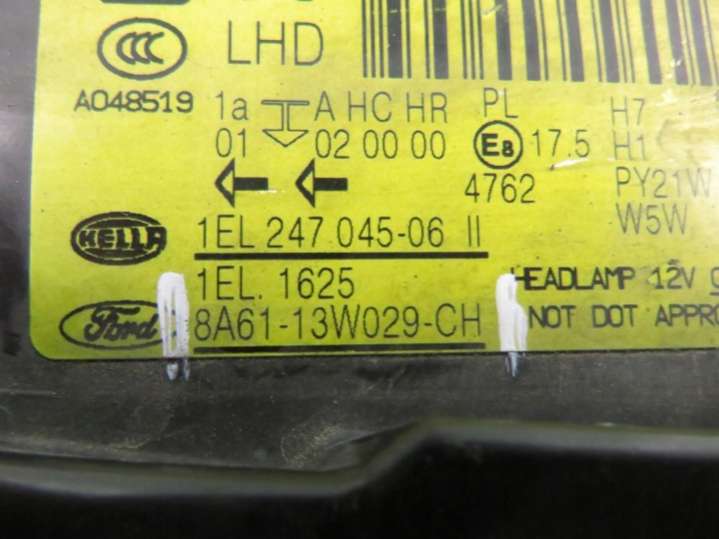 CCC LHD
A048519 1a A HC HR PL H7
01 02 00 00 E8 17.5 H1
4762 PY21W
HELLA 1EL 247 045-06 II W5W
1EL. 1625 HEADLAMP 12V
Ford 8A61-13W029-CH NOT DOT APPRO